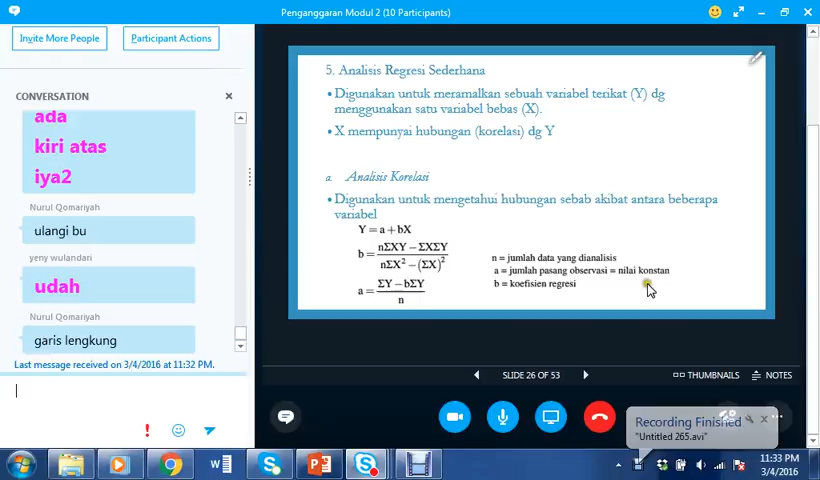 Penganggaran Modul 2 (10 Participants)
Invite More People
Participant Actions
CONVERSATION
ada
kiri atas
iya2
Nurul Qomariyah
ulangi bu
yeny wulandari
udah
Nurul Qomariyah
garis lengkung
Last message received on 3/4/2016 at 11:32 PM.
5. Analisis Regresi Sederhana
•Digunakan untuk meramalkan sebuah variabel terikat (Y) dg
menggunakan satu variabel bebas (X).
•X mempunyai hubungan (korelasi) dg Y
a. Analisis Korelasi
•Digunakan untuk mengetahui hubungan sebab akibat antara beberapa
variabel
Y = a + bX
b = nΣXY – ΣXΣY / nΣX² – (ΣX)²
a = ΣY – bΣY / n
n = jumlah data yang dianalisis
a = jumlah pasang observasi = nilai konstan
b = koefisien regresi
SLIDE 26 OF 53
THUMBNAILS
NOTES
Recording Finished
"Untitled 265.avi"
11:33 PM
3/4/2016